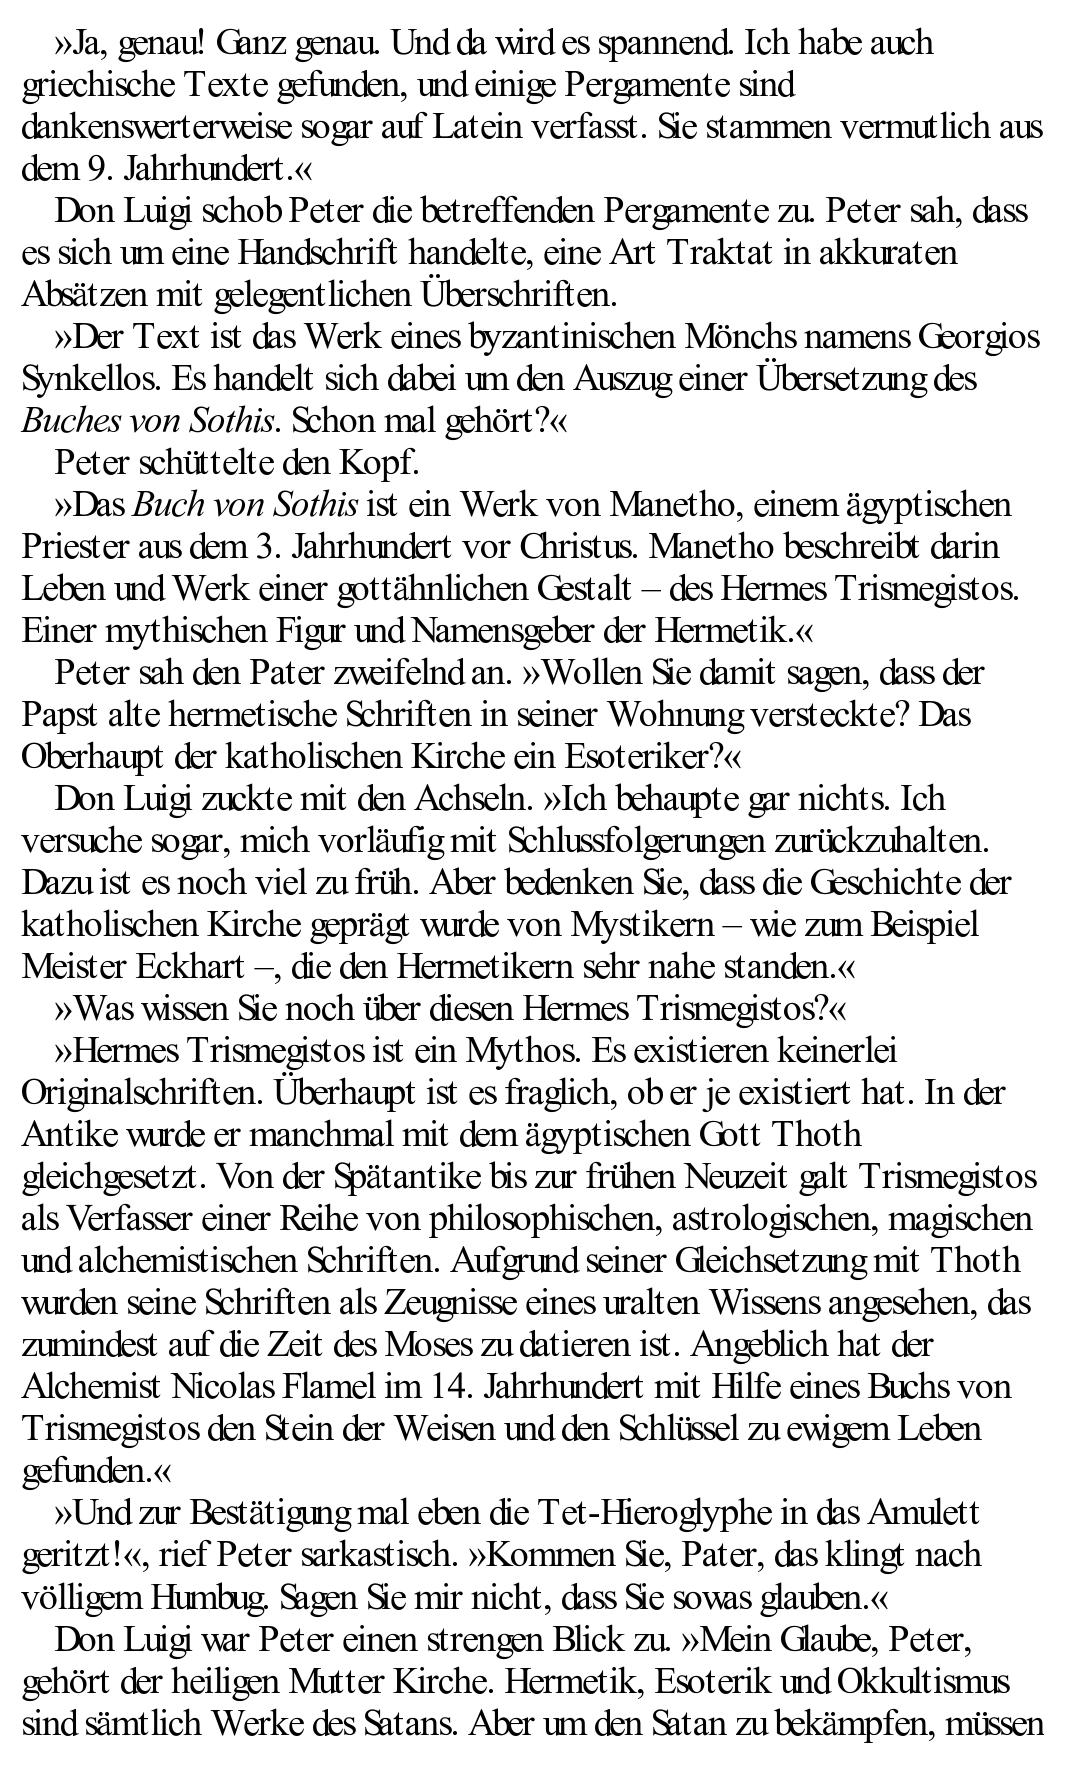 »Ja, genau! Ganz genau. Und da wird es spannend. Ich habe auch
griechische Texte gefunden, und einige Pergamente sind
dankenswerterweise sogar auf Latein verfasst. Sie stammen vermutlich aus
dem 9. Jahrhundert.«
Don Luigi schob Peter die betreffenden Pergamente zu. Peter sah, dass
es sich um eine Handschrift handelte, eine Art Traktat in akkuraten
Absätzen mit gelegentlichen Überschriften.
»Der Text ist das Werk eines byzantinischen Mönchs namens Georgios
Synkellos. Es handelt sich dabei um den Auszug einer Übersetzung des
Buches von Sothis. Schon mal gehört?«
Peter schüttelte den Kopf.
»Das Buch von Sothis ist ein Werk von Manetho, einem ägyptischen
Priester aus dem 3. Jahrhundert vor Christus. Manetho beschreibt darin
Leben und Werk einer gottähnlichen Gestalt – des Hermes Trismegistos.
Einer mythischen Figur und Namensgeber der Hermetik.«
Peter sah den Pater zweifelnd an. »Wollen Sie damit sagen, dass der
Papst alte hermetische Schriften in seiner Wohnung versteckte? Das
Oberhaupt der katholischen Kirche ein Esoteriker?«
Don Luigi zuckte mit den Achseln. »Ich behaupte gar nichts. Ich
versuche sogar, mich vorläufig mit Schlussfolgerungen zurückzuhalten.
Dazu ist es noch viel zu früh. Aber bedenken Sie, dass die Geschichte der
katholischen Kirche geprägt wurde von Mystikern – wie zum Beispiel
Meister Eckhart –, die den Hermetikern sehr nahe standen.«
»Was wissen Sie noch über diesen Hermes Trismegistos?«
»Hermes Trismegistos ist ein Mythos. Es existieren keinerlei
Originalschriften. Überhaupt ist es fraglich, ob er je existiert hat. In der
Antike wurde er manchmal mit dem ägyptischen Gott Thoth
gleichgesetzt. Von der Spätantike bis zur frühen Neuzeit galt Trismegistos
als Verfasser einer Reihe von philosophischen, astrologischen, magischen
und alchemistischen Schriften. Aufgrund seiner Gleichsetzung mit Thoth
wurden seine Schriften als Zeugnisse eines uralten Wissens angesehen, das
zumindest auf die Zeit des Moses zu datieren ist. Angeblich hat der
Alchemist Nicolas Flamel im 14. Jahrhundert mit Hilfe eines Buchs von
Trismegistos den Stein der Weisen und den Schlüssel zu ewigem Leben
gefunden.«
»Und zur Bestätigung mal eben die Tet-Hieroglyphe in das Amulett
geritzt!«, rief Peter sarkastisch. »Kommen Sie, Pater, das klingt nach
völligem Humbug. Sagen Sie mir nicht, dass Sie sowas glauben.«
Don Luigi war Peter einen strengen Blick zu. »Mein Glaube, Peter,
gehört der heiligen Mutter Kirche. Hermetik, Esoterik und Okkultismus
sind sämtlich Werke des Satans. Aber um den Satan zu bekämpfen, müssen